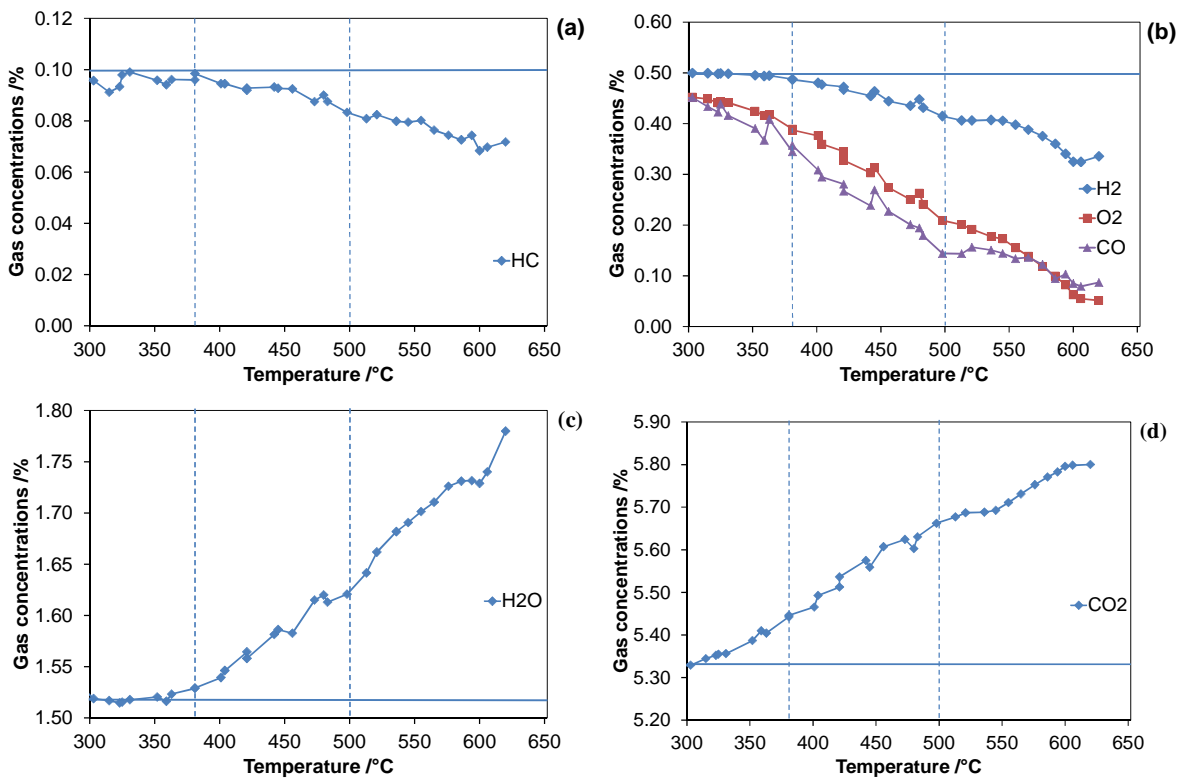 (a)
Gas concentrations /%
0.12
0.10
0.08
0.06
0.04
0.02
0.00
HC
300 350 400 450 500 550 600 650
Temperature /°C
(b)
Gas concentrations /%
0.60
0.50
0.40
0.30
0.20
0.10
0.00
H2
O2
CO
300 350 400 450 500 550 600 650
Temperature /°C
(c)
Gas concentrations /%
1.80
1.75
1.70
1.65
1.60
1.55
1.50
H2O
300 350 400 450 500 550 600 650
Temperature /°C
(d)
Gas concentrations /%
5.90
5.80
5.70
5.60
5.50
5.40
5.30
5.20
CO2
300 350 400 450 500 550 600 650
Temperature /°C